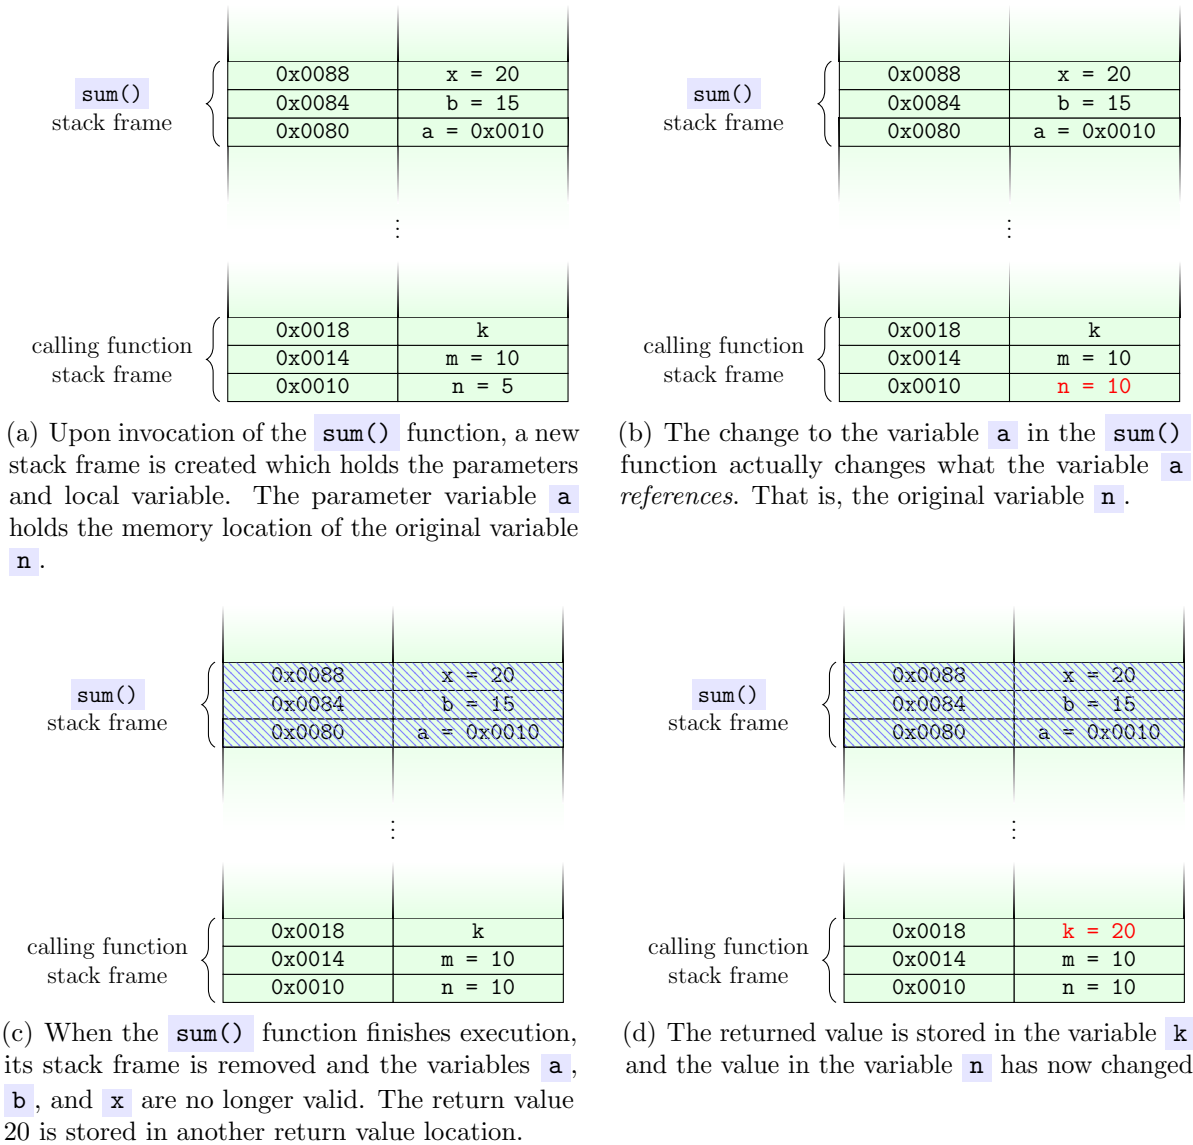 0x0088 x = 20
sum() 0x0084 b = 15
stack frame 0x0080 a = 0x0010
⋮
0x0018 k
calling function 0x0014 m = 10
stack frame 0x0010 n = 5
(a) Upon invocation of the sum() function, a new
stack frame is created which holds the parameters
and local variable. The parameter variable a
holds the memory location of the original variable
n.
0x0088 x = 20
sum() 0x0084 b = 15
stack frame 0x0080 a = 0x0010
⋮
0x0018 k
calling function 0x0014 m = 10
stack frame 0x0010 n = 10
(b) The change to the variable a in the sum()
function actually changes what the variable a
references. That is, the original variable n.
0x0088 x = 20
sum() 0x0084 b = 15
stack frame 0x0080 a = 0x0010
⋮
0x0018 k
calling function 0x0014 m = 10
stack frame 0x0010 n = 10
(c) When the sum() function finishes execution,
its stack frame is removed and the variables a,
b, and x are no longer valid. The return value
20 is stored in another return value location.
0x0088 x = 20
sum() 0x0084 b = 15
stack frame 0x0080 a = 0x0010
⋮
0x0018 k = 20
calling function 0x0014 m = 10
stack frame 0x0010 n = 10
(d) The returned value is stored in the variable k
and the value in the variable n has now changed